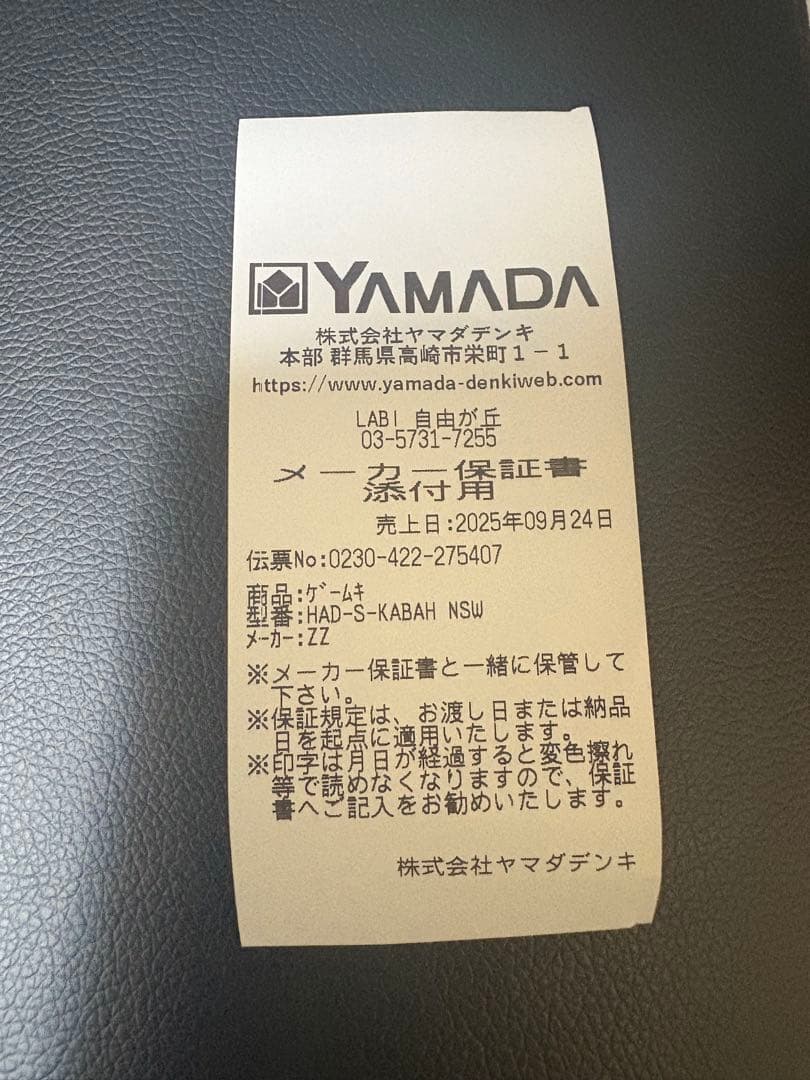 YAMADA
株式会社ヤマダデンキ
本部 群馬県高崎市栄町1-1
https://www.yamada-denkiweb.com
LABI 自由が丘
03-5731-7255
メーカー保証書
添付用
売上日:2025年09月24日
伝票No:0230-422-275407
商品:ゲームキ
型番:HAD-S-KABAH NSW
メーカー:ZZ
※メーカー保証書と一緒に保管して
下さい。
※保証規定は、お渡し日または納品
日を起点に適用いたします。
※印字は月日が経過すると変色擦れ
等で読めなくなりますので、保証
書へご記入をお勧めいたします。
株式会社ヤマダデンキ